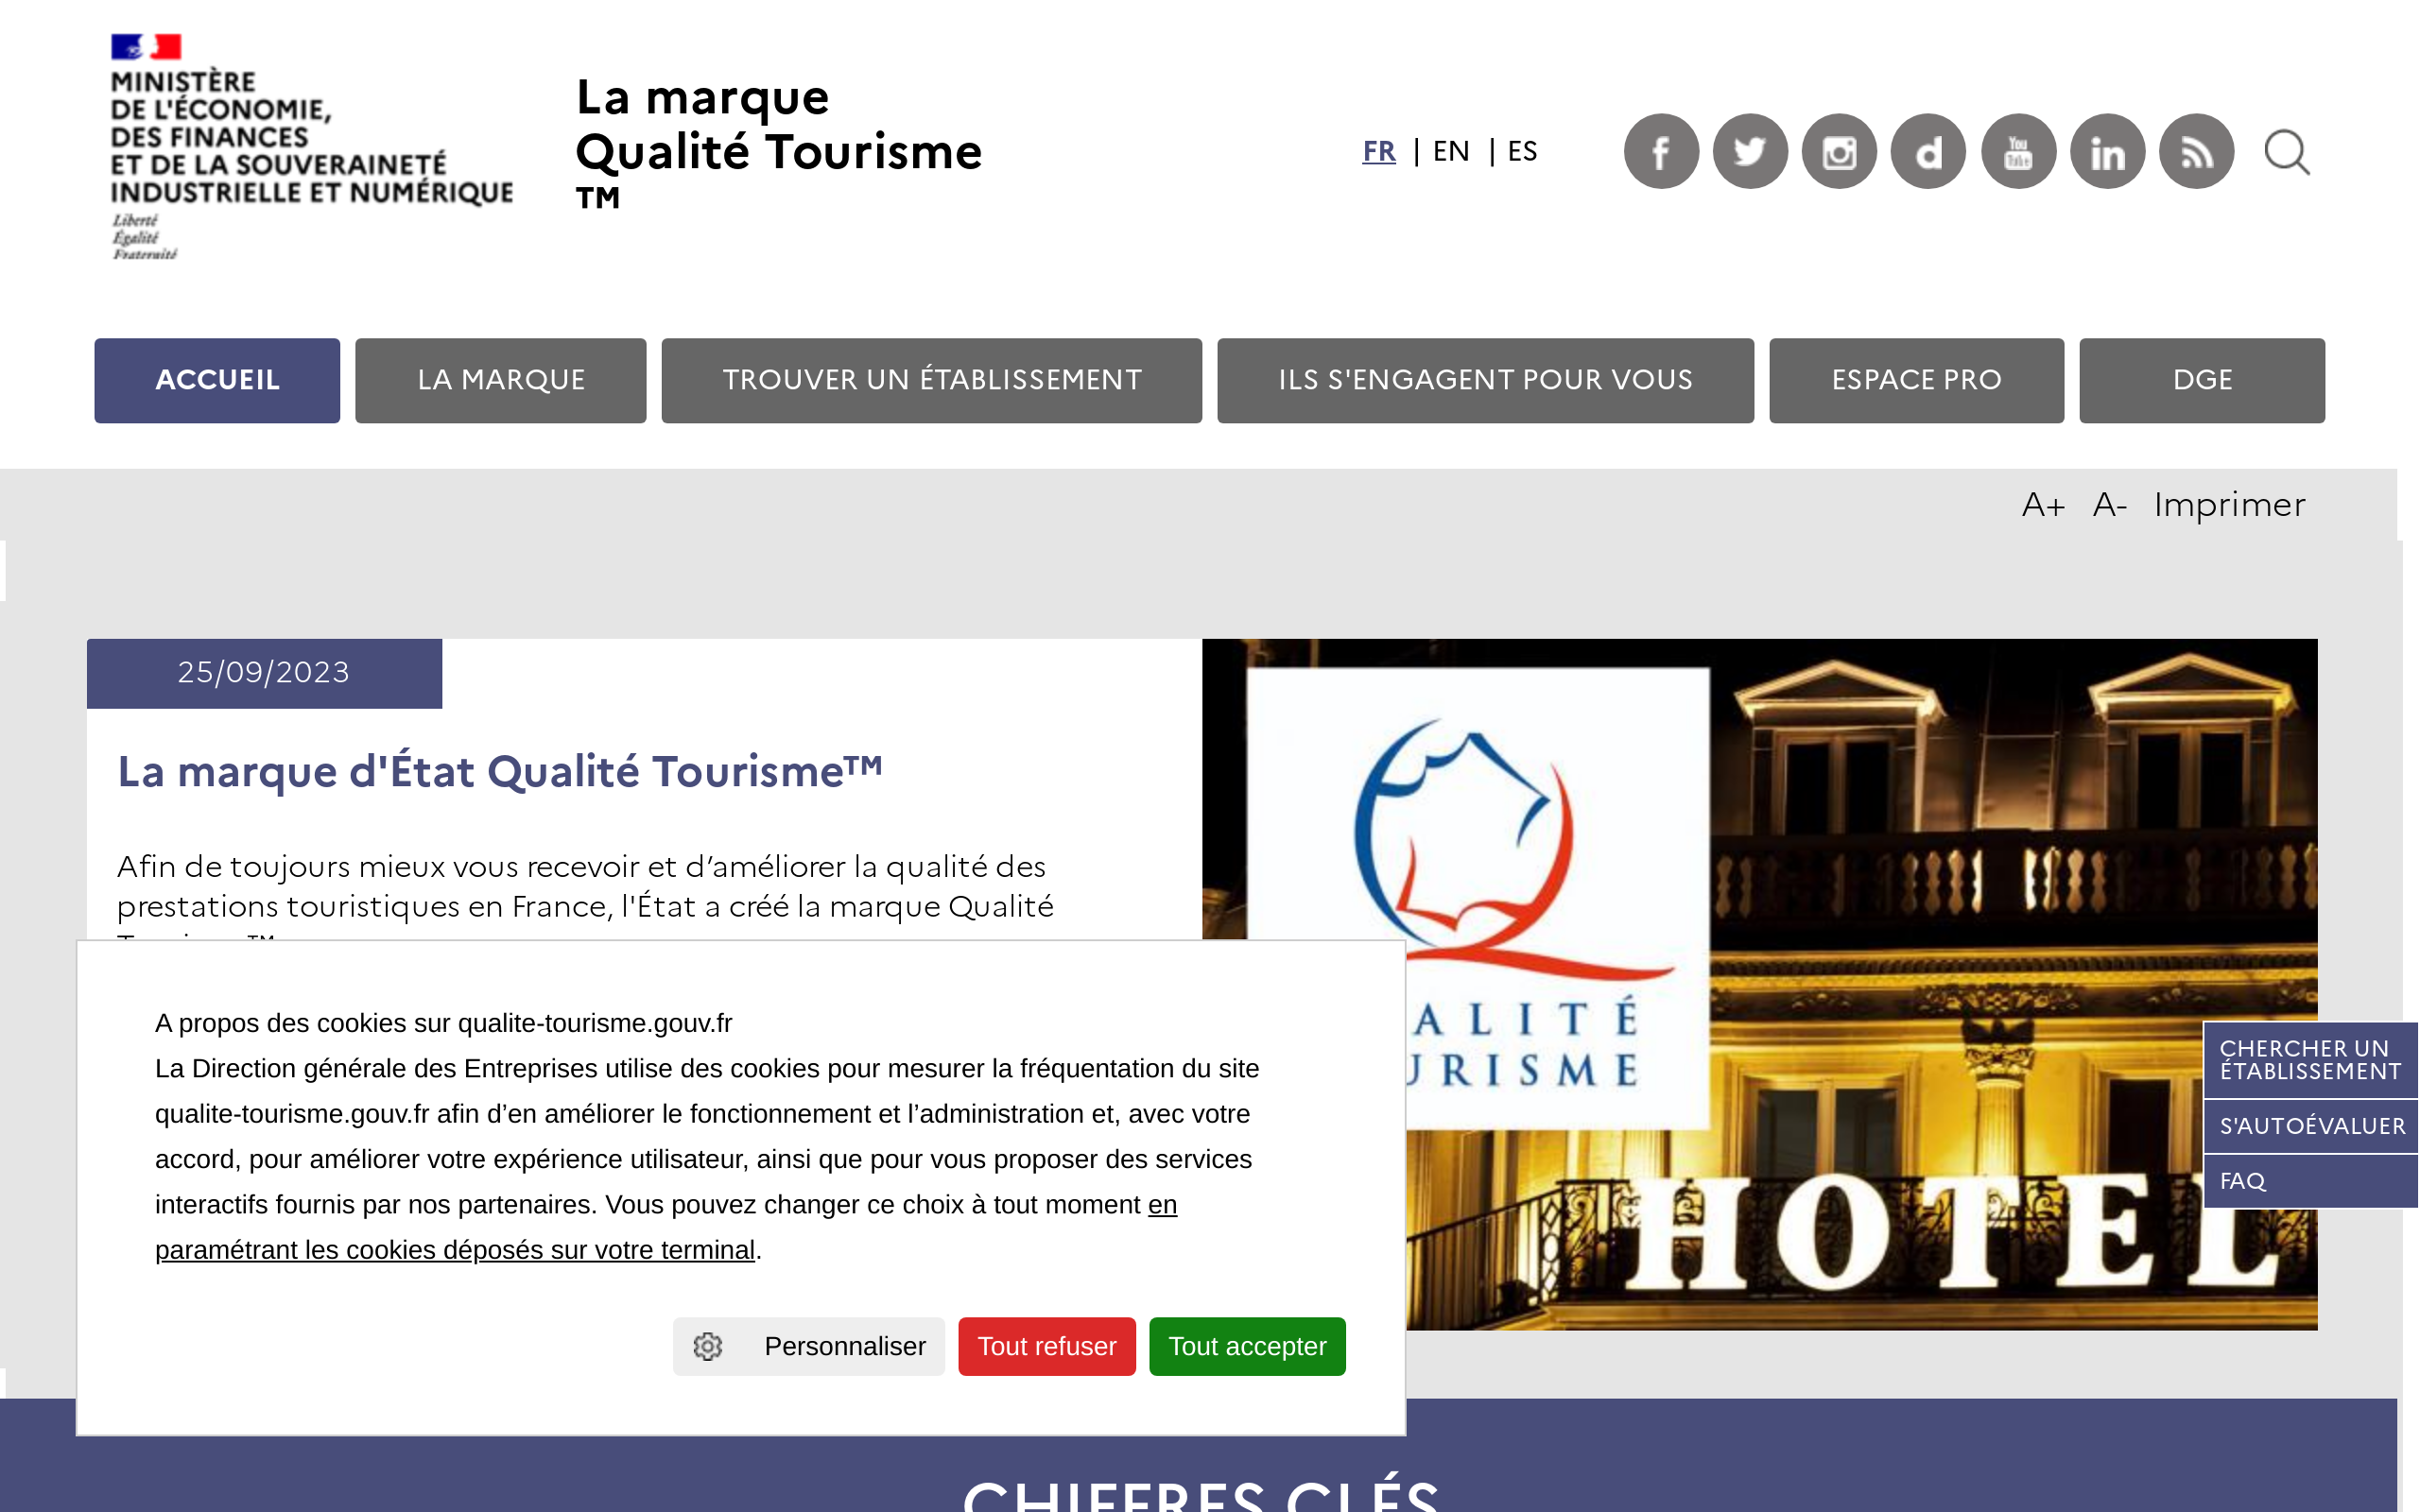 MINISTÈRE
DE L'ÉCONOMIE,
DES FINANCES
ET DE LA SOUVERAINETÉ
INDUSTRIELLE ET NUMÉRIQUE
Liberté
Égalité
Fraternité
La marque
Qualité Tourisme
™
FR | EN | ES
You
Tube
in
ACCUEIL
LA MARQUE
TROUVER UN ÉTABLISSEMENT
ILS S'ENGAGENT POUR VOUS
ESPACE PRO
DGE
A+ A- Imprimer
25/09/2023
La marque d'État Qualité Tourisme™
Afin de toujours mieux vous recevoir et d’améliorer la qualité des
prestations touristiques en France, l'État a créé la marque Qualité
ALITÉ
URISME
HOTEL
CHERCHER UN
ÉTABLISSEMENT
S'AUTOÉVALUER
FAQ
A propos des cookies sur qualite-tourisme.gouv.fr
La Direction générale des Entreprises utilise des cookies pour mesurer la fréquentation du site
qualite-tourisme.gouv.fr afin d’en améliorer le fonctionnement et l’administration et, avec votre
accord, pour améliorer votre expérience utilisateur, ainsi que pour vous proposer des services
interactifs fournis par nos partenaires. Vous pouvez changer ce choix à tout moment en
paramétrant les cookies déposés sur votre terminal.
Personnaliser
Tout refuser
Tout accepter
CHIFFRES CLÉS